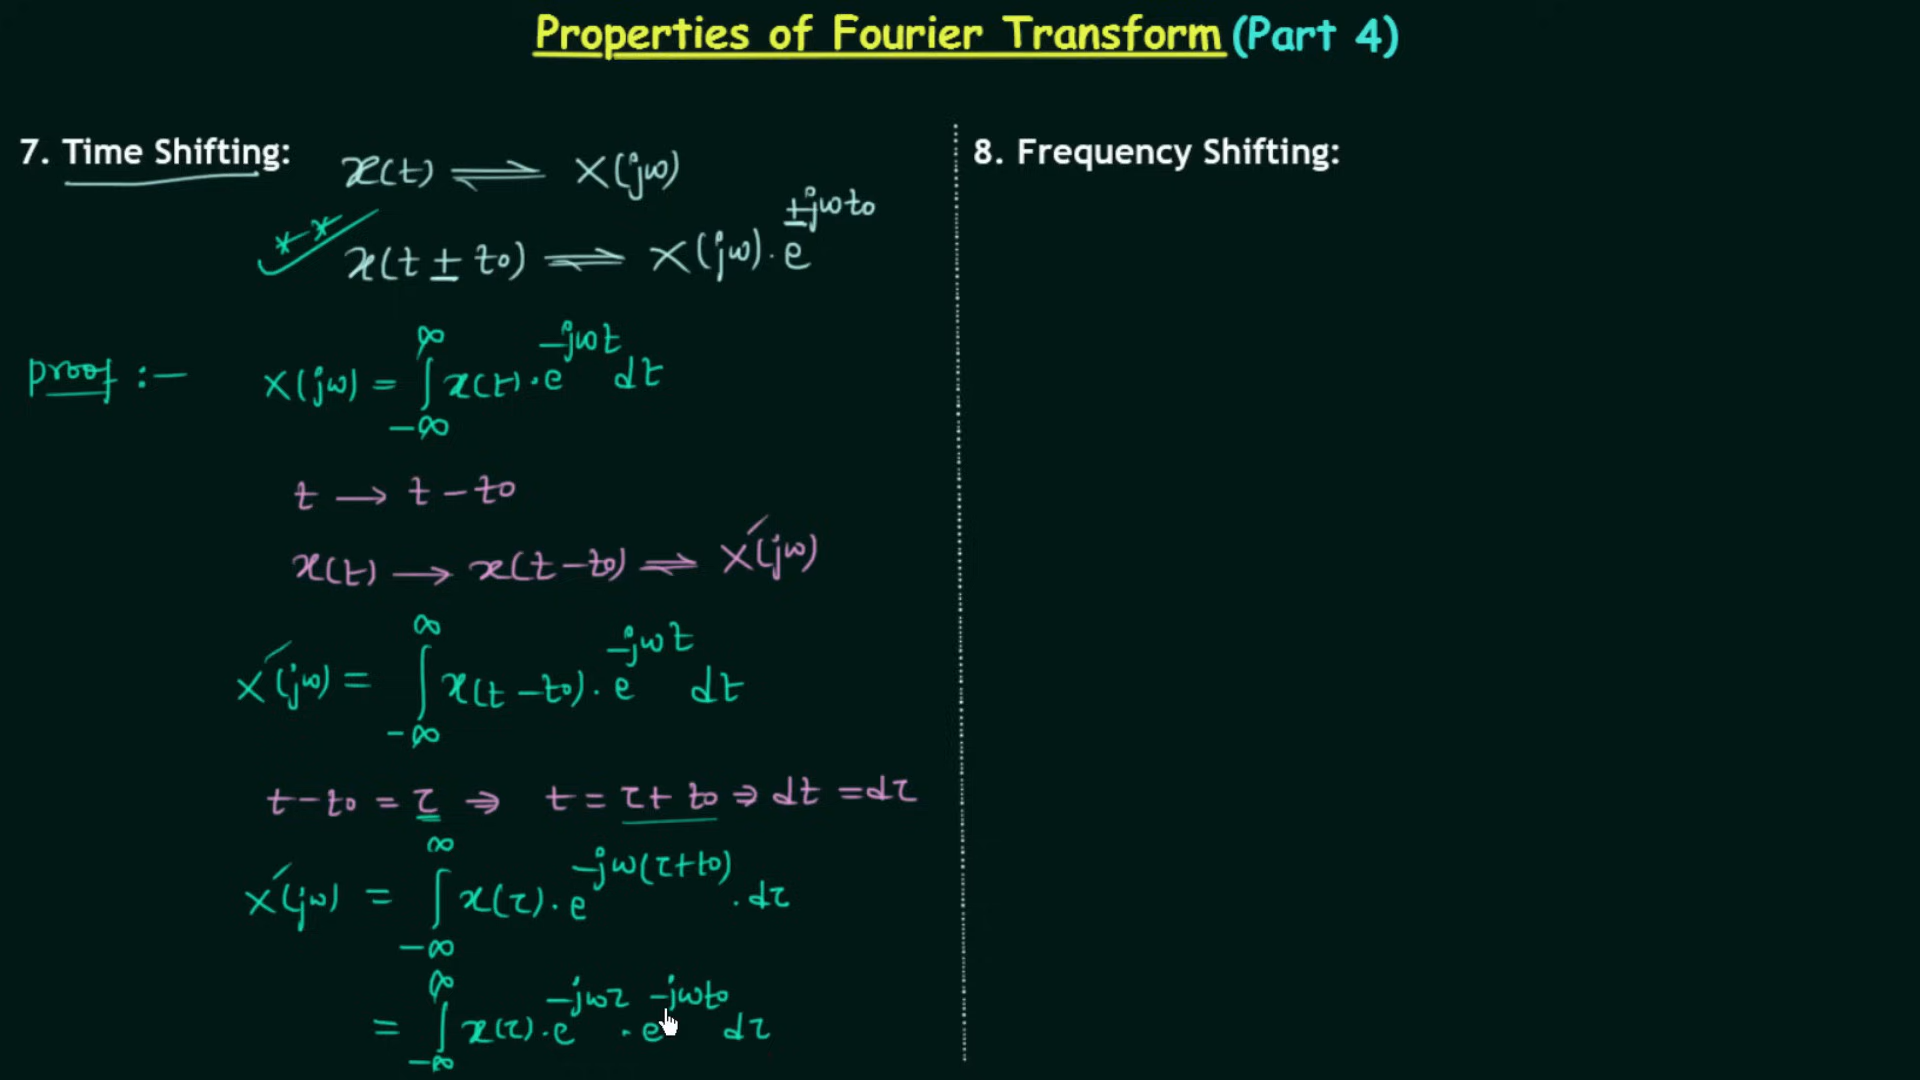 Properties of Fourier Transform (Part 4)
7. Time Shifting: x(t) ⇌ X(jω)
** x(t ± t₀) ⇌ X(jω) · e^(±jωt₀)
Proof :- X(jω) = ∫_{-∞}^{∞} x(t) · e^(-jωt) dt
t → t - t₀
x(t) → x(t - t₀) ⇌ X′(jω)
X′(jω) = ∫_{-∞}^{∞} x(t - t₀) · e^(-jωt) dt
t - t₀ = τ ⇒ t = τ + t₀ ⇒ dt = dτ
X′(jω) = ∫_{-∞}^{∞} x(τ) · e^(-jω(τ+t₀)) · dτ
= ∫_{-∞}^{∞} x(τ) · e^(-jωτ) · e^(-jωt₀) dτ
8. Frequency Shifting: